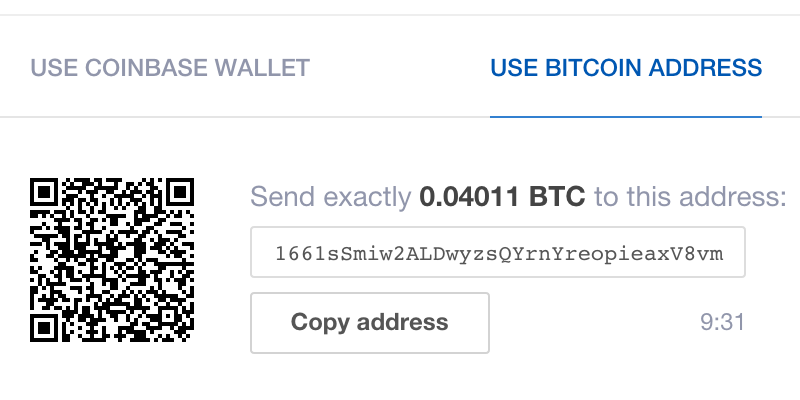 USE COINBASE WALLET
USE BITCOIN ADDRESS
Send exactly 0.04011 BTC to this address:
1661sSmiw2ALDwyzsQYrnYreopieaxV8vm
Copy address
9:31